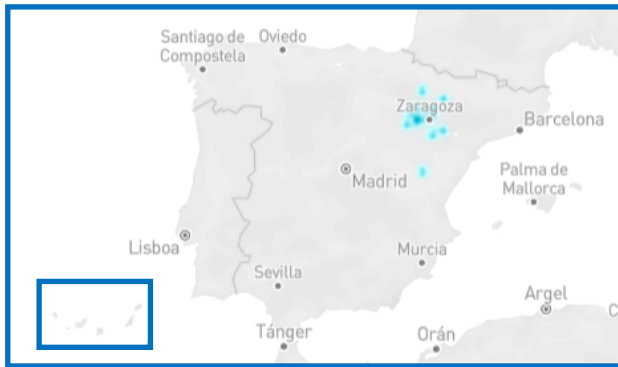 Santiago de
Compostela
Oviedo
Zaragoza
Barcelona
Madrid
Palma de
Mallorca
Lisboa
Murcia
Sevilla
Argel
C
Tánger
Orán